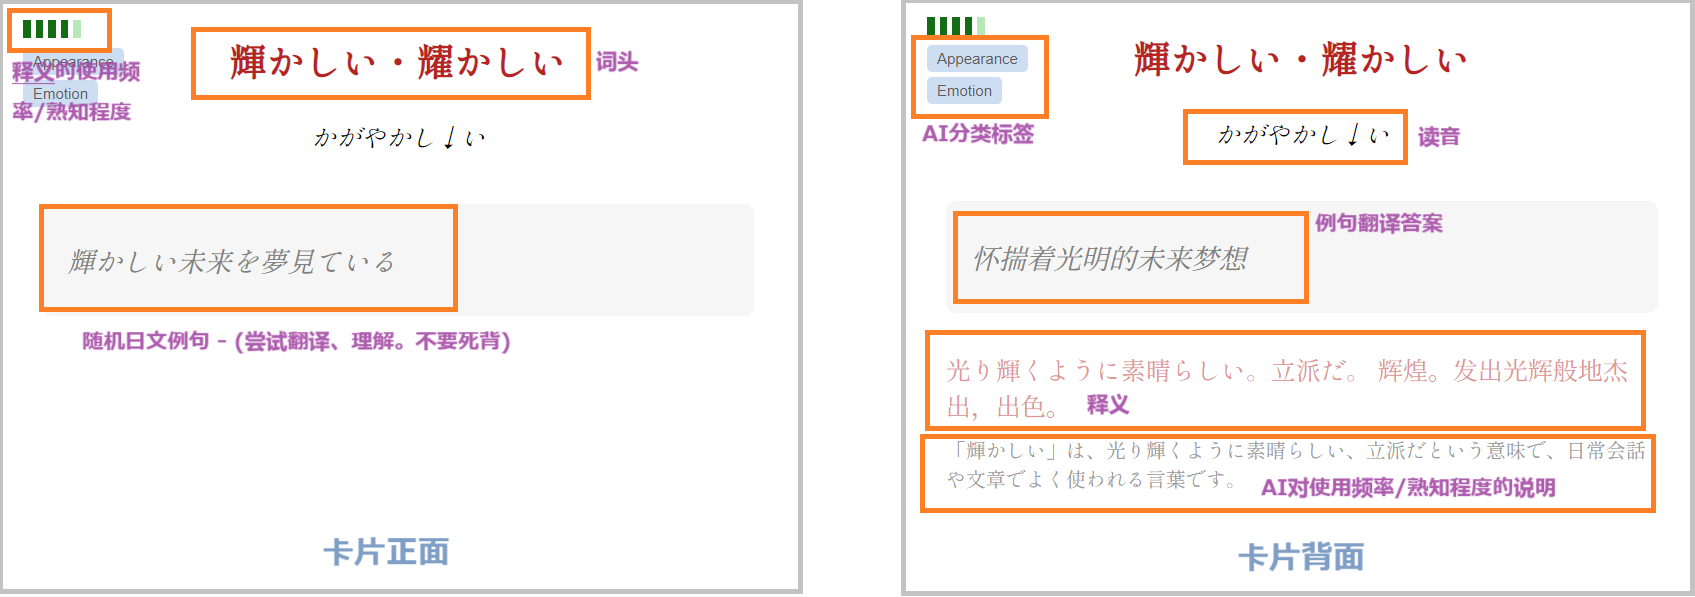 Appearance
释义的使用频
率/熟知程度
Emotion
輝かしい・耀かしい
词头
かがやかし↓い
輝かしい未来を夢見ている
随机日文例句 - (尝试翻译、理解。不要死背)
卡片正面
Appearance
Emotion
AI分类标签
輝かしい・耀かしい
かがやかし↓い
读音
例句翻译答案
怀揣着光明的未来梦想
光り輝くように素晴らしい。立派だ。 辉煌。发出光辉般地杰
出，出色。
释义
「輝かしい」は、光り輝くように素晴らしい、立派だという意味で、日常会話
や文章でよく使われる言葉です。
AI对使用频率/熟知程度的说明
卡片背面